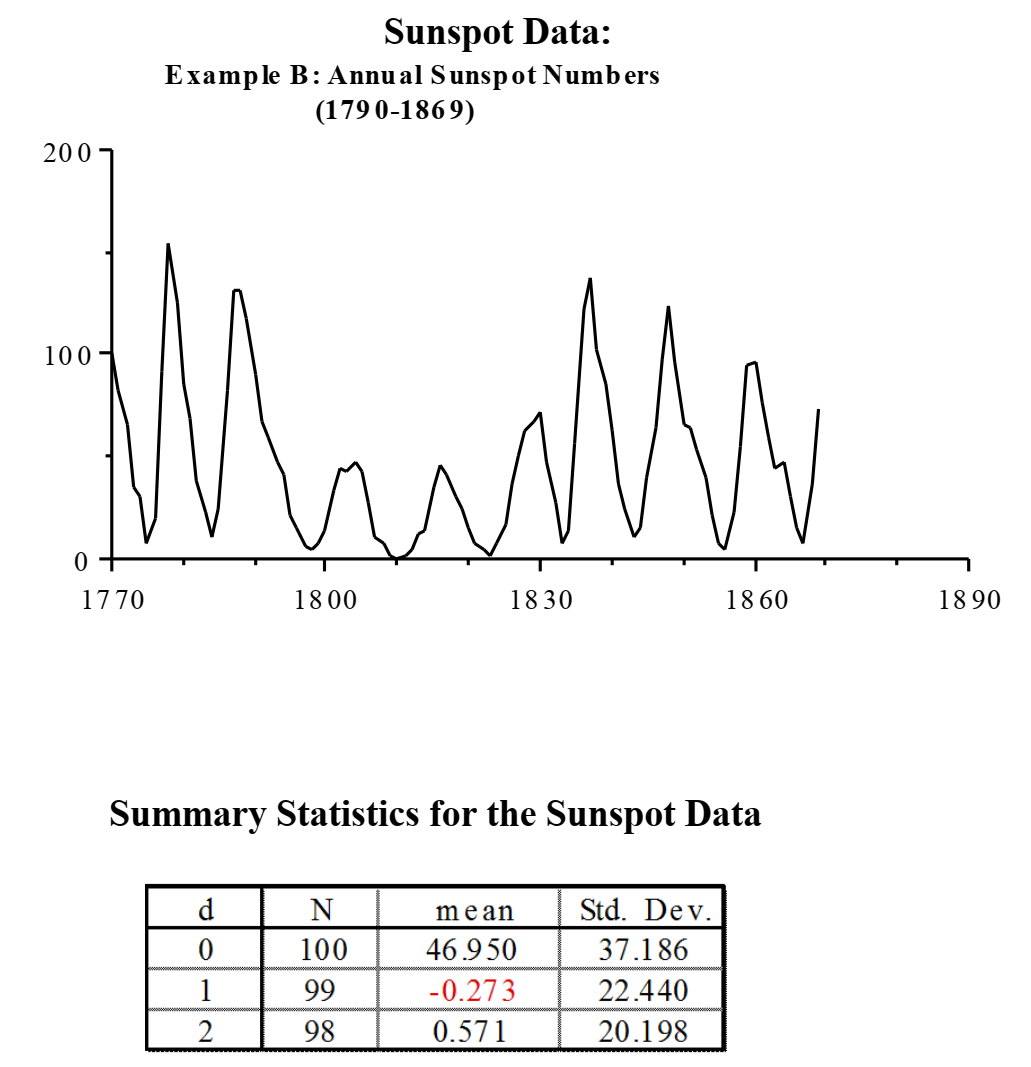 Sunspot Data:
Example B: Annual Sunspot Numbers
(1790-1869)
200
100
0
1770 1800 1830 1860 1890
Summary Statistics for the Sunspot Data
d N mean Std. Dev.
0 100 46.950 37.186
1 99 -0.273 22.440
2 98 0.571 20.198